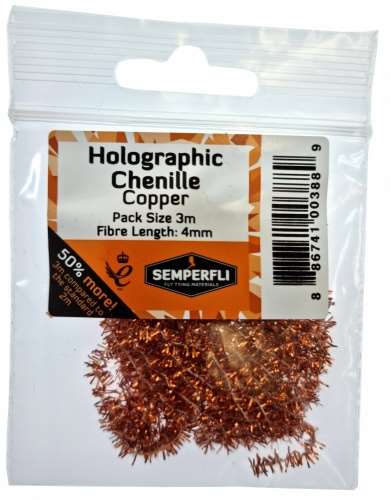 Holographic
Chenille
Copper
Pack Size 3m
Fibre Length: 4mm
50% more!
3m compared to
the standard
2m
SEMPERFLI
FLY TYING MATERIALS
8 86741 00388 9